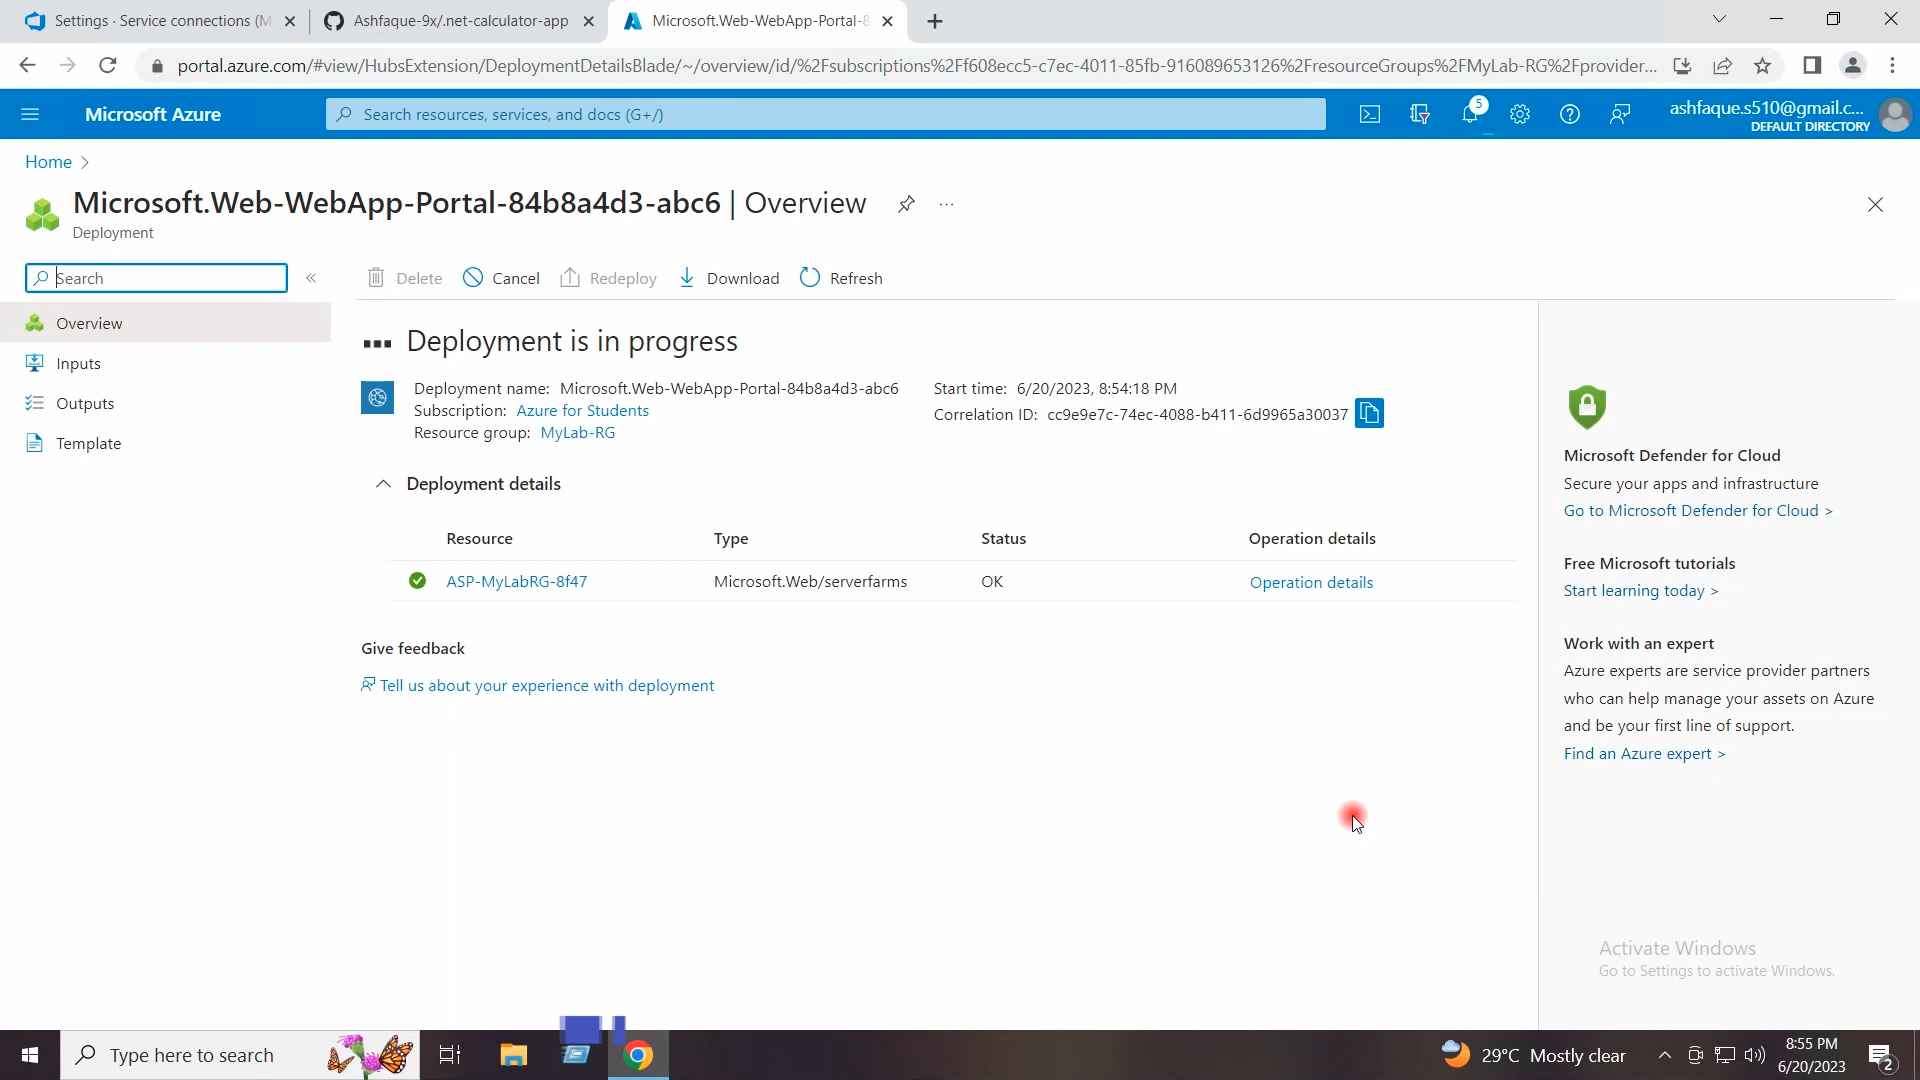 Settings · Service connections (M
Ashfaque-9x/.net-calculator-app
Microsoft.Web-WebApp-Portal-8
portal.azure.com/#view/HubsExtension/DeploymentDetailsBlade/~/overview/id/%2Fsubscriptions%2Ff608ecc5-c7ec-4011-85fb-916089653126%2FresourceGroups%2FMyLab-RG%2Fprovider...
Microsoft Azure
Search resources, services, and docs (G+/)
5
ashfaque.s510@gmail.c...
DEFAULT DIRECTORY
Home
Microsoft.Web-WebApp-Portal-84b8a4d3-abc6 | Overview
Deployment
Search
Delete
Cancel
Redeploy
Download
Refresh
Overview
Inputs
Outputs
Template
Deployment is in progress
Deployment name: Microsoft.Web-WebApp-Portal-84b8a4d3-abc6
Subscription: Azure for Students
Resource group: MyLab-RG
Start time: 6/20/2023, 8:54:18 PM
Correlation ID: cc9e9e7c-74ec-4088-b411-6d9965a30037
Deployment details
Resource Type Status Operation details
ASP-MyLabRG-8f47 Microsoft.Web/serverfarms OK Operation details
Give feedback
Tell us about your experience with deployment
Microsoft Defender for Cloud
Secure your apps and infrastructure
Go to Microsoft Defender for Cloud >
Free Microsoft tutorials
Start learning today >
Work with an expert
Azure experts are service provider partners
who can help manage your assets on Azure
and be your first line of support.
Find an Azure expert >
Activate Windows
Go to Settings to activate Windows.
Type here to search
29°C Mostly clear
8:55 PM
6/20/2023
2